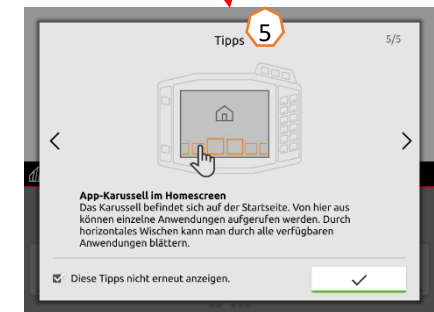 Tipps
5
5/5
App-Karussell im Homescreen
Das Karussell befindet sich auf der Startseite. Von hier aus
können einzelne Anwendungen aufgerufen werden. Durch
horizontales Wischen kann man durch alle verfügbaren
Anwendungen blättern.
Diese Tipps nicht erneut anzeigen.